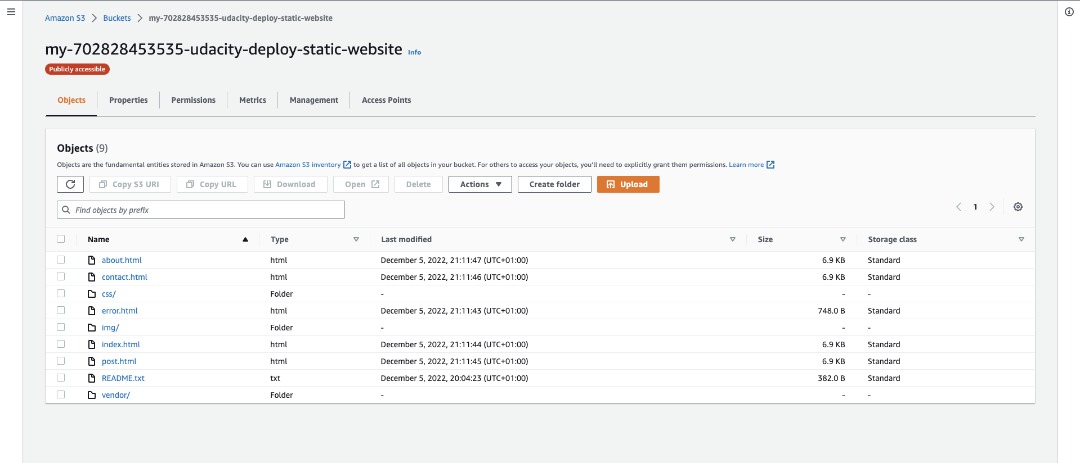 Amazon S3 > Buckets > my-702828453535-udacity-deploy-static-website
my-702828453535-udacity-deploy-static-website Info
Publicly accessible
Objects Properties Permissions Metrics Management Access Points
Objects (9)
Objects are the fundamental entities stored in Amazon S3. You can use Amazon S3 inventory to get a list of all objects in your bucket. For others to access your objects, you'll need to explicitly grant them permissions. Learn more
Copy S3 URI Copy URL Download Open Delete Actions Create folder Upload
Find objects by prefix
1
Name Type Last modified Size Storage class
about.html html December 5, 2022, 21:11:47 (UTC+01:00) 6.9 KB Standard
contact.html html December 5, 2022, 21:11:46 (UTC+01:00) 6.9 KB Standard
css/ Folder - - -
error.html html December 5, 2022, 21:11:43 (UTC+01:00) 748.0 B Standard
img/ Folder - - -
index.html html December 5, 2022, 21:11:44 (UTC+01:00) 6.9 KB Standard
post.html html December 5, 2022, 21:11:45 (UTC+01:00) 6.9 KB Standard
README.txt txt December 5, 2022, 20:04:23 (UTC+01:00) 382.0 B Standard
vendor/ Folder - - -